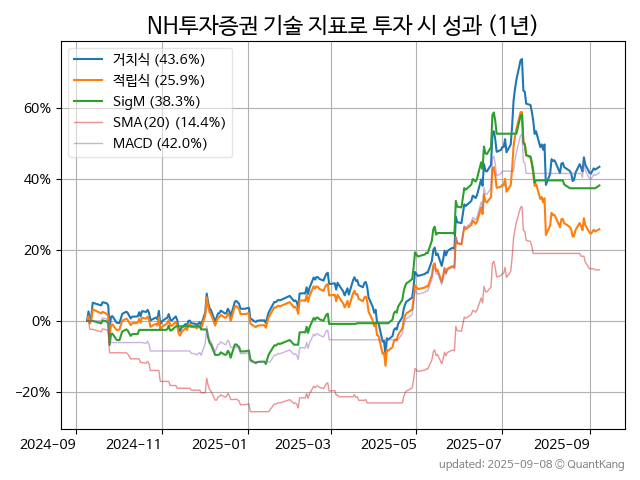 NH투자증권 기술 지표로 투자 시 성과 (1년)
거치식 (43.6%)
적립식 (25.9%)
SigM (38.3%)
SMA(20) (14.4%)
MACD (42.0%)
60%
40%
20%
0%
−20%
2024-09 2024-11 2025-01 2025-03 2025-05 2025-07 2025-09
updated: 2025-09-08 © QuantKang